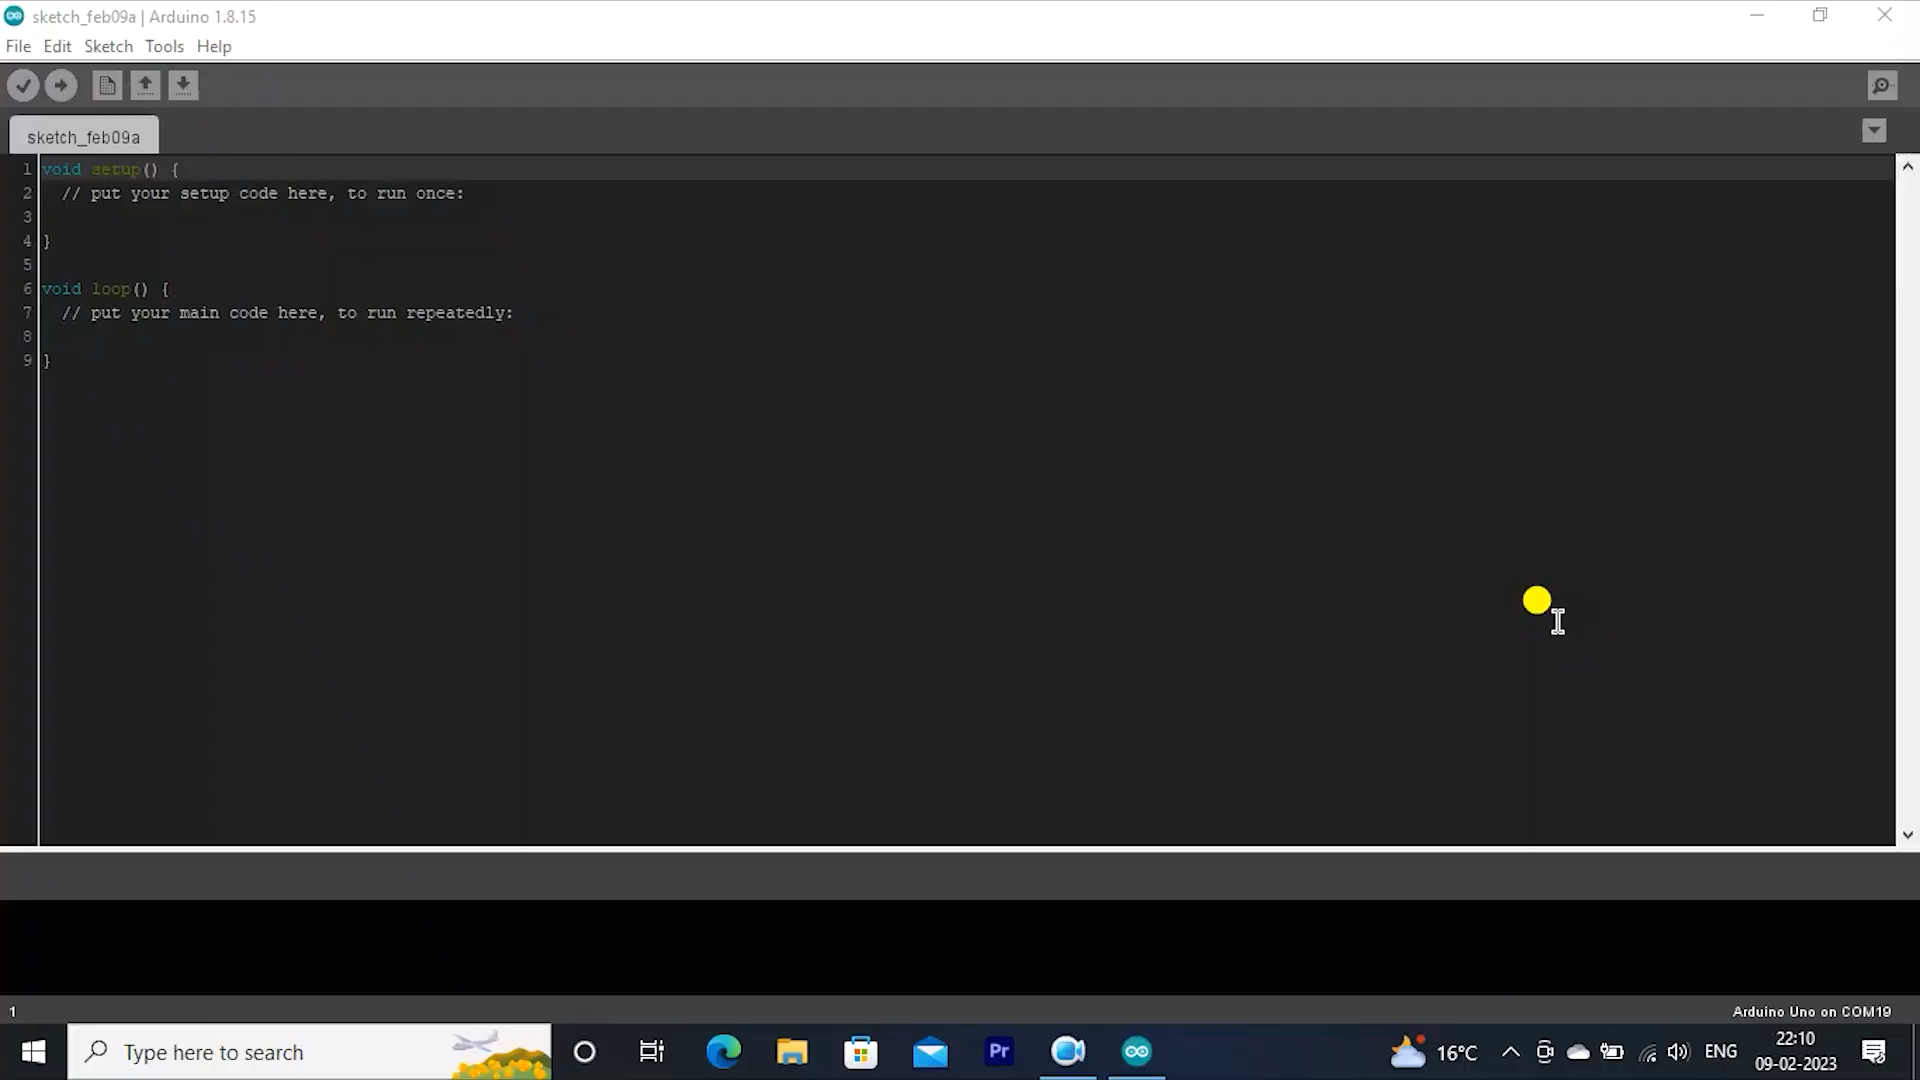 sketch_feb09a | Arduino 1.8.15
File Edit Sketch Tools Help
sketch_feb09a
1 void setup() {
2 // put your setup code here, to run once:
3
4 }
5
6 void loop() {
7 // put your main code here, to run repeatedly:
8
9 }
1 Arduino Uno on COM19
Type here to search
Pr
16°C
ENG
22:10
09-02-2023